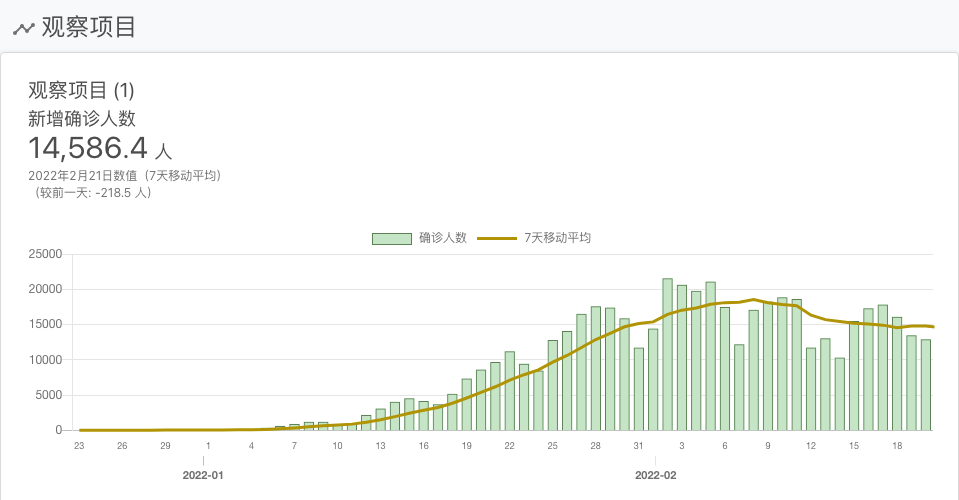 观察项目
观察项目 (1)
新增确诊人数
14,586.4 人
2022年2月21日数值（7天移动平均）
（较前一天: -218.5 人）
确诊人数 7天移动平均
25000
20000
15000
10000
5000
0
23 26 29 1 4 7 10 13 16 19 22 25 28 31 3 6 9 12 15 18
2022-01 2022-02